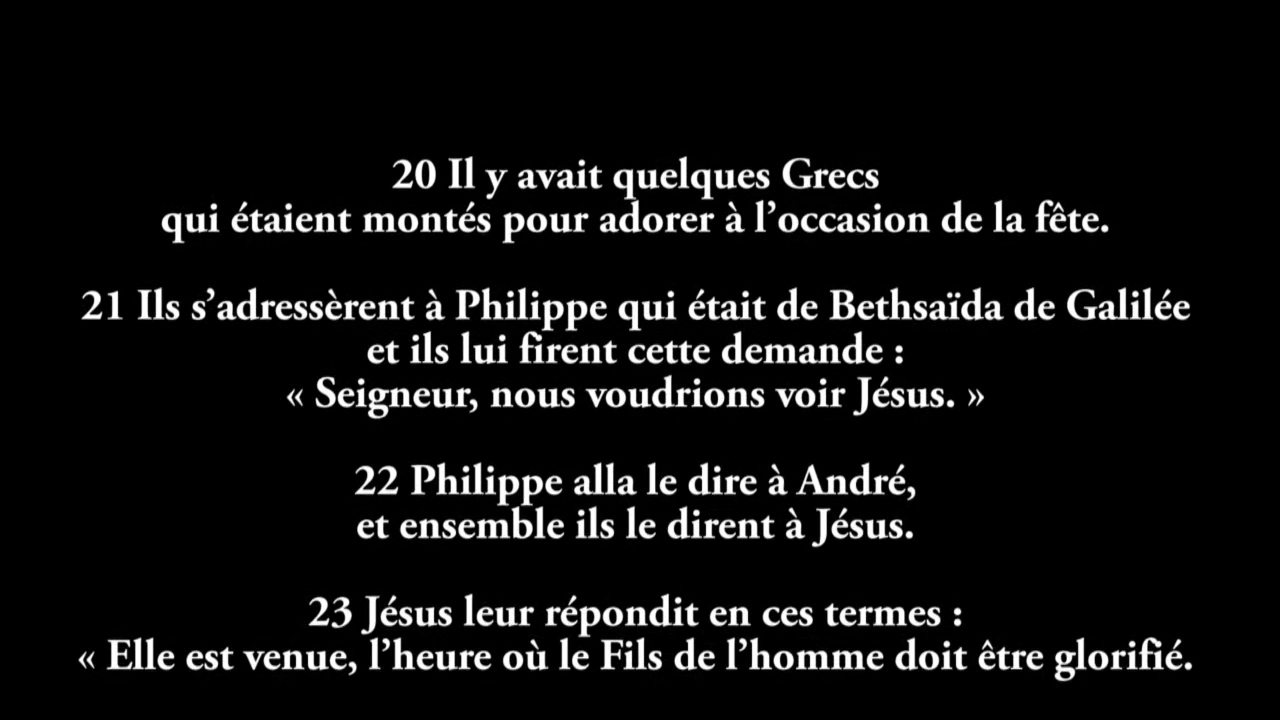 20 Il y avait quelques Grecs
qui étaient montés pour adorer à l’occasion de la fête.
21 Ils s’adressèrent à Philippe qui était de Bethsaïda de Galilée
et ils lui firent cette demande :
« Seigneur, nous voudrions voir Jésus. »
22 Philippe alla le dire à André,
et ensemble ils le dirent à Jésus.
23 Jésus leur répondit en ces termes :
« Elle est venue, l’heure où le Fils de l’homme doit être glorifié.